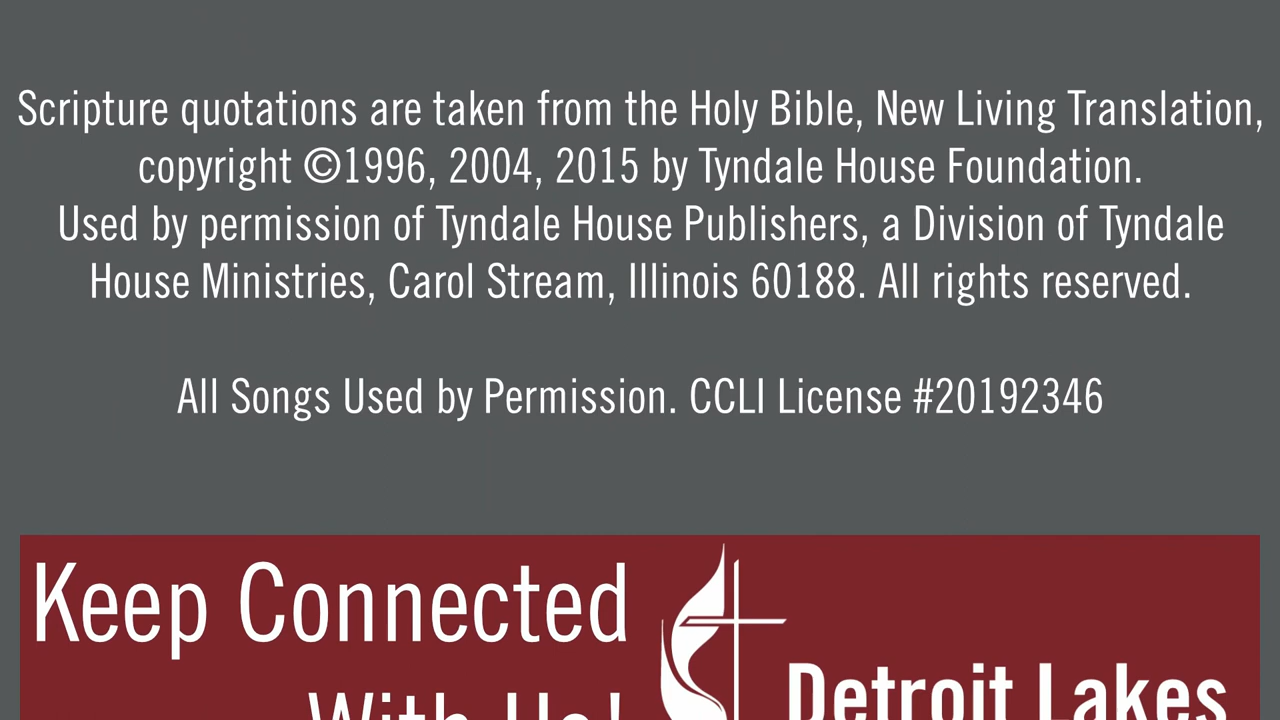 Scripture quotations are taken from the Holy Bible, New Living Translation,
copyright ©1996, 2004, 2015 by Tyndale House Foundation.
Used by permission of Tyndale House Publishers, a Division of Tyndale
House Ministries, Carol Stream, Illinois 60188. All rights reserved.
All Songs Used by Permission. CCLI License #20192346
Keep Connected
With Us!
Detroit Lakes